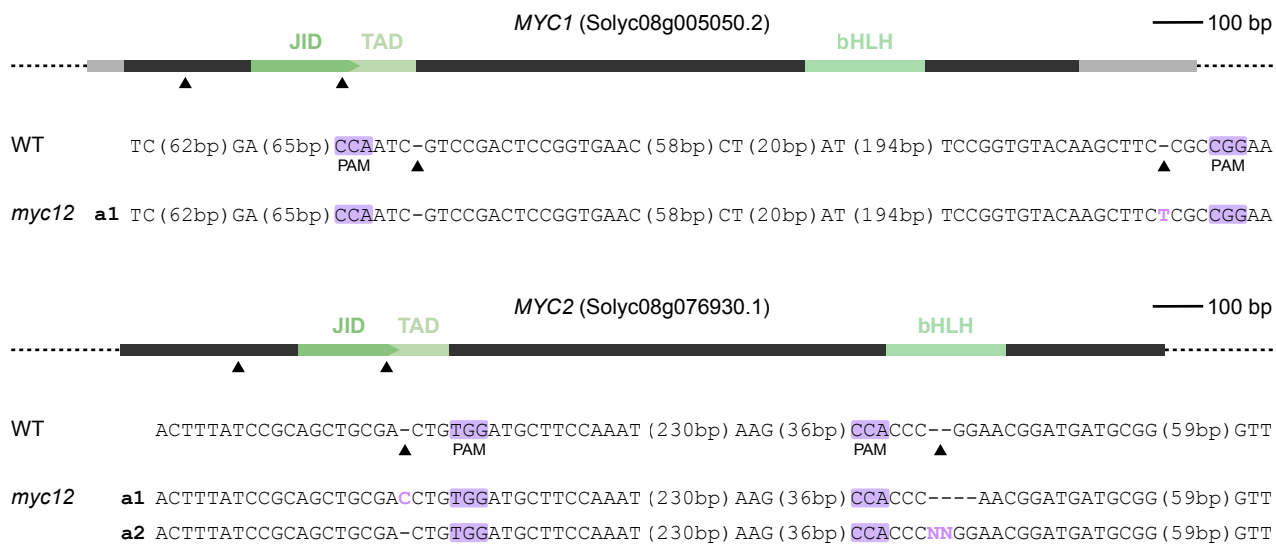 MYC1 (Solyc08g005050.2)
100 bp
JID TAD bHLH
WT TC(62bp)GA(65bp)CCAATC-GTCCGACTCCGGTGAAC(58bp)CT(20bp)AT(194bp)TCCGGTGTACAAGCTTC-CGCCGGAA
PAM PAM
myc12 a1 TC(62bp)GA(65bp)CCAATC-GTCCGACTCCGGTGAAC(58bp)CT(20bp)AT(194bp)TCCGGTGTACAAGCTTCTCGCCGGAA
MYC2 (Solyc08g076930.1)
100 bp
JID TAD bHLH
WT ACTTTATCCGCAGCTGCGA-CTGTGGATGCTTCCAAAT(230bp)AAG(36bp)CCACCC--GGAACGGATGATGCGG(59bp)GTT
PAM PAM
myc12 a1 ACTTTATCCGCAGCTGCGACCTGTGGATGCTTCCAAAT(230bp)AAG(36bp)CCACCC----AACGGATGATGCGG(59bp)GTT
a2 ACTTTATCCGCAGCTGCGA-CTGTGGATGCTTCCAAAT(230bp)AAG(36bp)CCACCCNNGGAACGGATGATGCGG(59bp)GTT